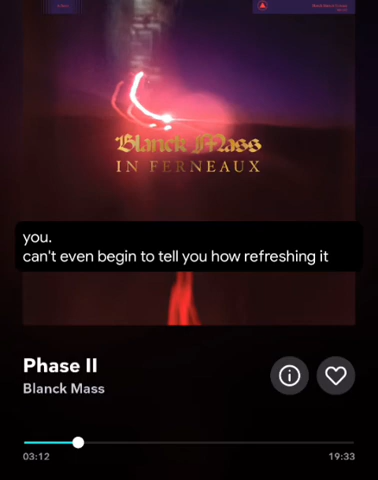 Blanck Mass
IN FERNEAUX
you.
can't even begin to tell you how refreshing it
Phase II
Blanck Mass
03:12
19:33